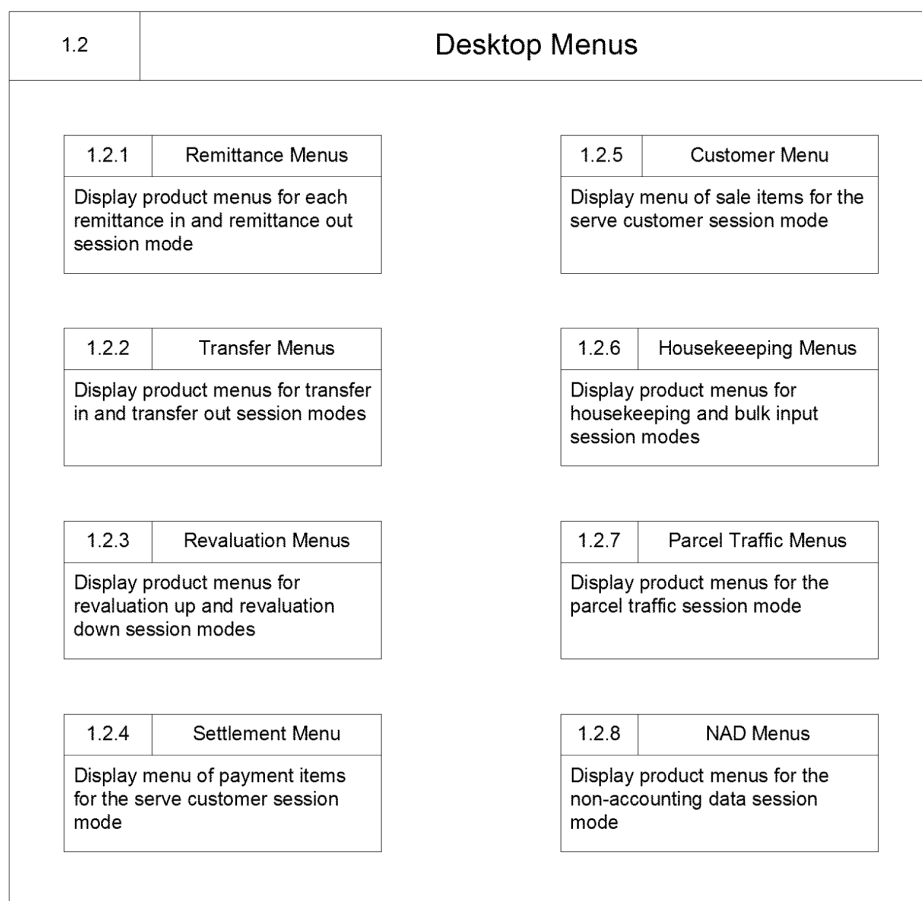 1.2
Desktop Menus
1.2.1
Remittance Menus
Display product menus for each
remittance in and remittance out
session mode
1.2.2
Transfer Menus
Display product menus for transfer
in and transfer out session modes
1.2.3
Revaluation Menus
Display product menus for
revaluation up and revaluation
down session modes
1.2.4
Settlement Menu
Display menu of payment items
for the serve customer session
mode
1.2.5
Customer Menu
Display menu of sale items for the
serve customer session mode
1.2.6
Housekeeeping Menus
Display product menus for
housekeeping and bulk input
session modes
1.2.7
Parcel Traffic Menus
Display product menus for the
parcel traffic session mode
1.2.8
NAD Menus
Display product menus for the
non-accounting data session
mode